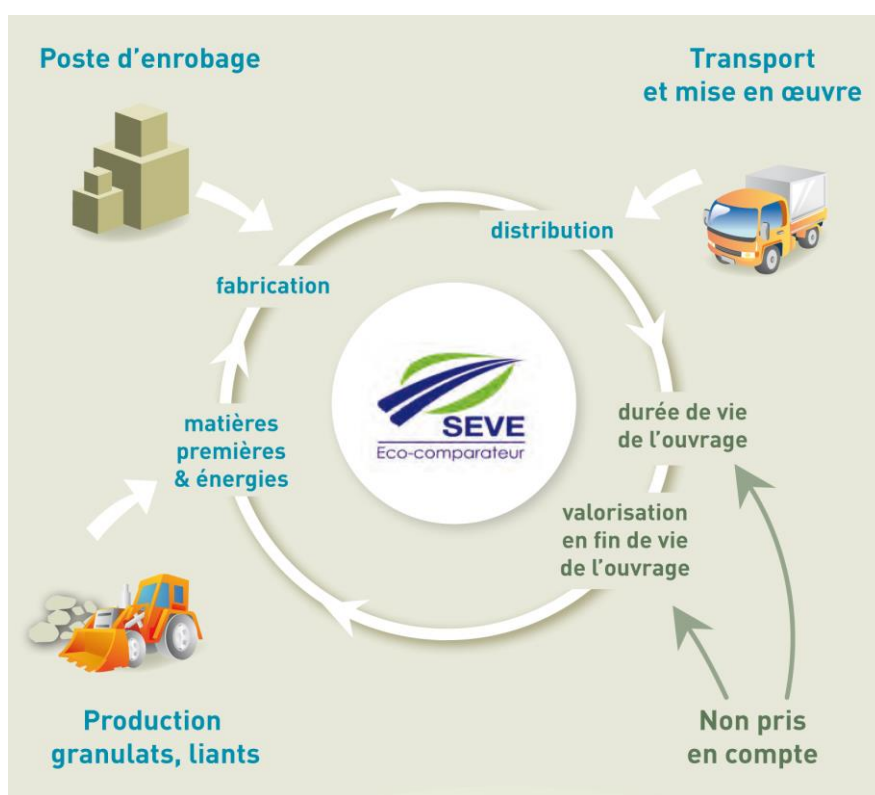 Poste d'enrobage
Transport
et mise en œuvre
distribution
fabrication
SEVE
Eco-comparateur
matières
premières
& énergies
durée de vie
de l'ouvrage
valorisation
en fin de vie
de l'ouvrage
Production
granulats, liants
Non pris
en compte